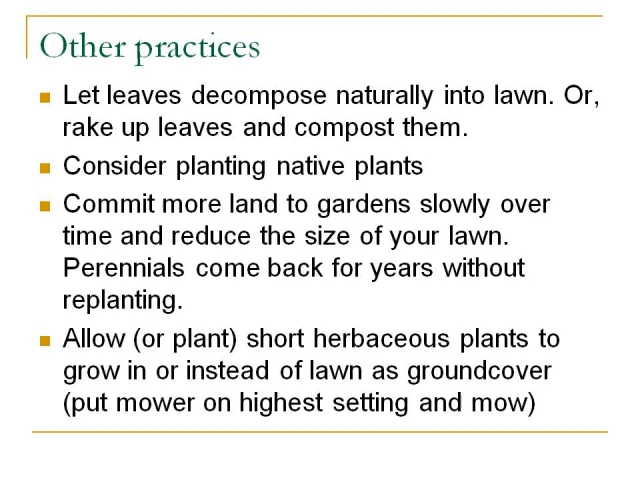 Other practices
Let leaves decompose naturally into lawn. Or,
rake up leaves and compost them.
Consider planting native plants
Commit more land to gardens slowly over
time and reduce the size of your lawn.
Perennials come back for years without
replanting.
Allow (or plant) short herbaceous plants to
grow in or instead of lawn as groundcover
(put mower on highest setting and mow)